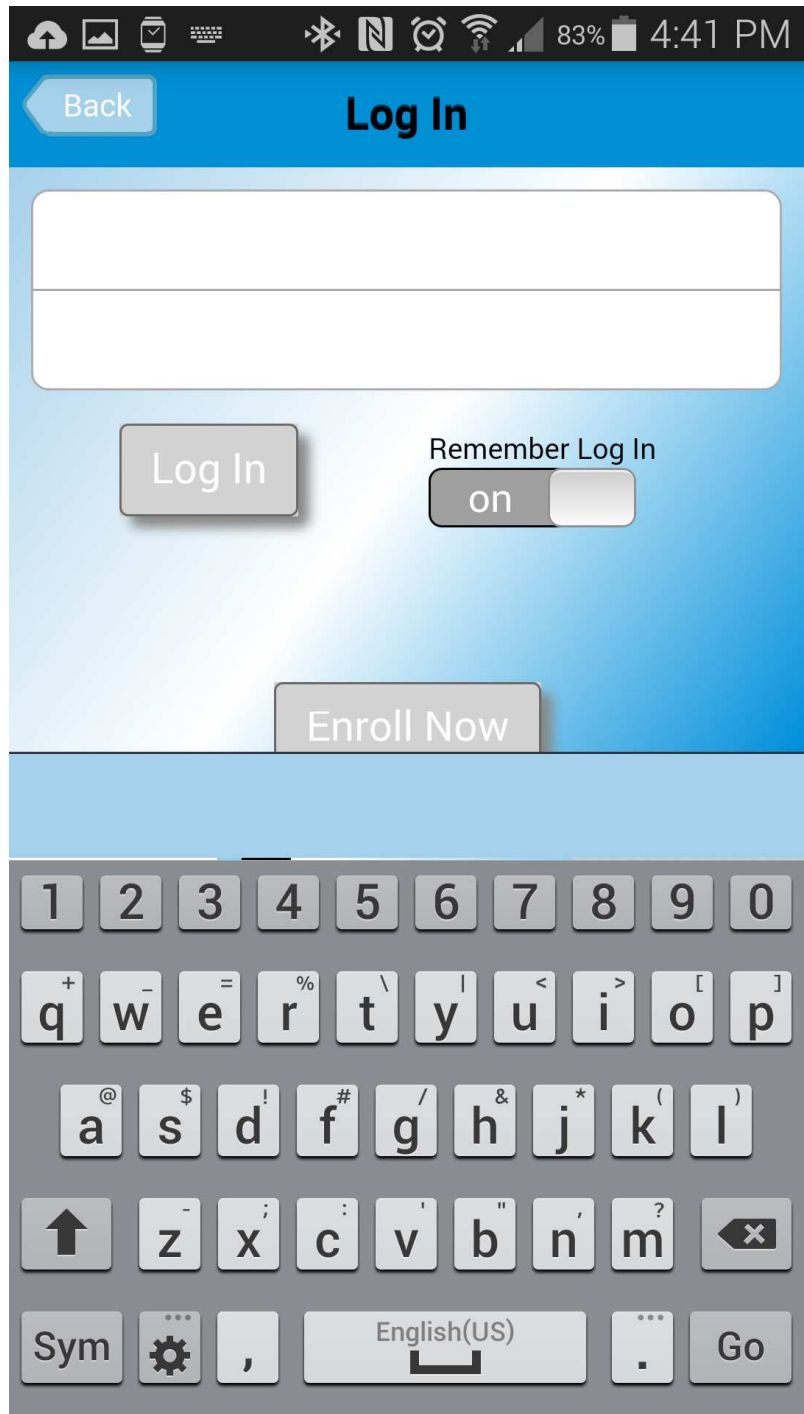 83% 4:41 PM
Back
Log In
Log In
Remember Log In
on
Enroll Now
1 2 3 4 5 6 7 8 9 0
+ _ = % \ | < > [ ]
q w e r t y u i o p
@ $ ! # / & * ( )
a s d f g h j k l
- ; : ' " , ?
z x c v b n m
Sym , English(US) . Go